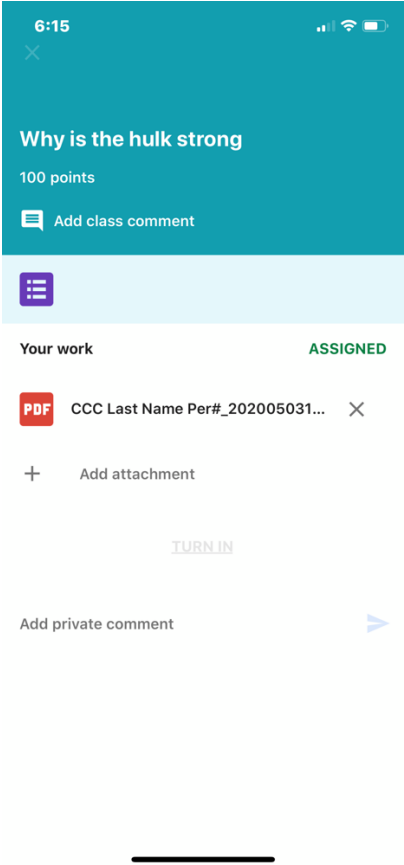 6:15
Why is the hulk strong
100 points
Add class comment
Your work
ASSIGNED
PDF
CCC Last Name Per#_202005031...
Add attachment
TURN IN
Add private comment